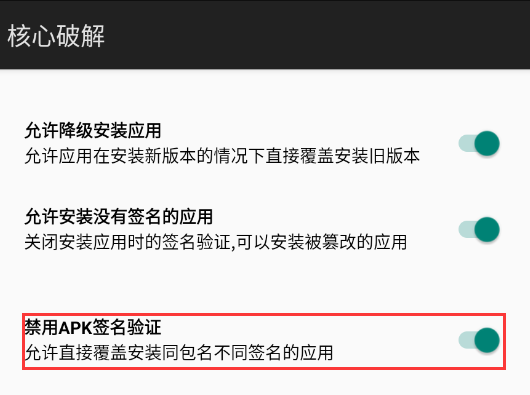 核心破解
允许降级安装应用
允许应用在安装新版本的情况下直接覆盖安装旧版本
允许安装没有签名的应用
关闭安装应用时的签名验证,可以安装被篡改的应用
禁用APK签名验证
允许直接覆盖安装同包名不同签名的应用